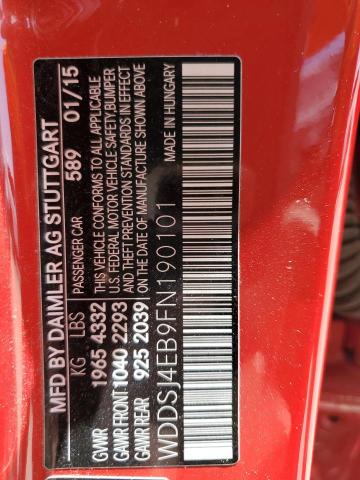 MFD BY DAIMLER AG STUTTGART
KG LBS PASSENGER CAR 589 01/15
GWR 1965 4332 THIS VEHICLE CONFORMS TO ALL APPLICABLE
GAWR FRONT 1040 2293 U.S. FEDERAL MOTOR VEHICLE SAFETY, BUMPER
GAWR REAR 925 2039 AND THEFT PREVENTION STANDARDS IN EFFECT
ON THE DATE OF MANUFACTURE SHOWN ABOVE
WDDSJ4EB9FN190101 MADE IN HUNGARY